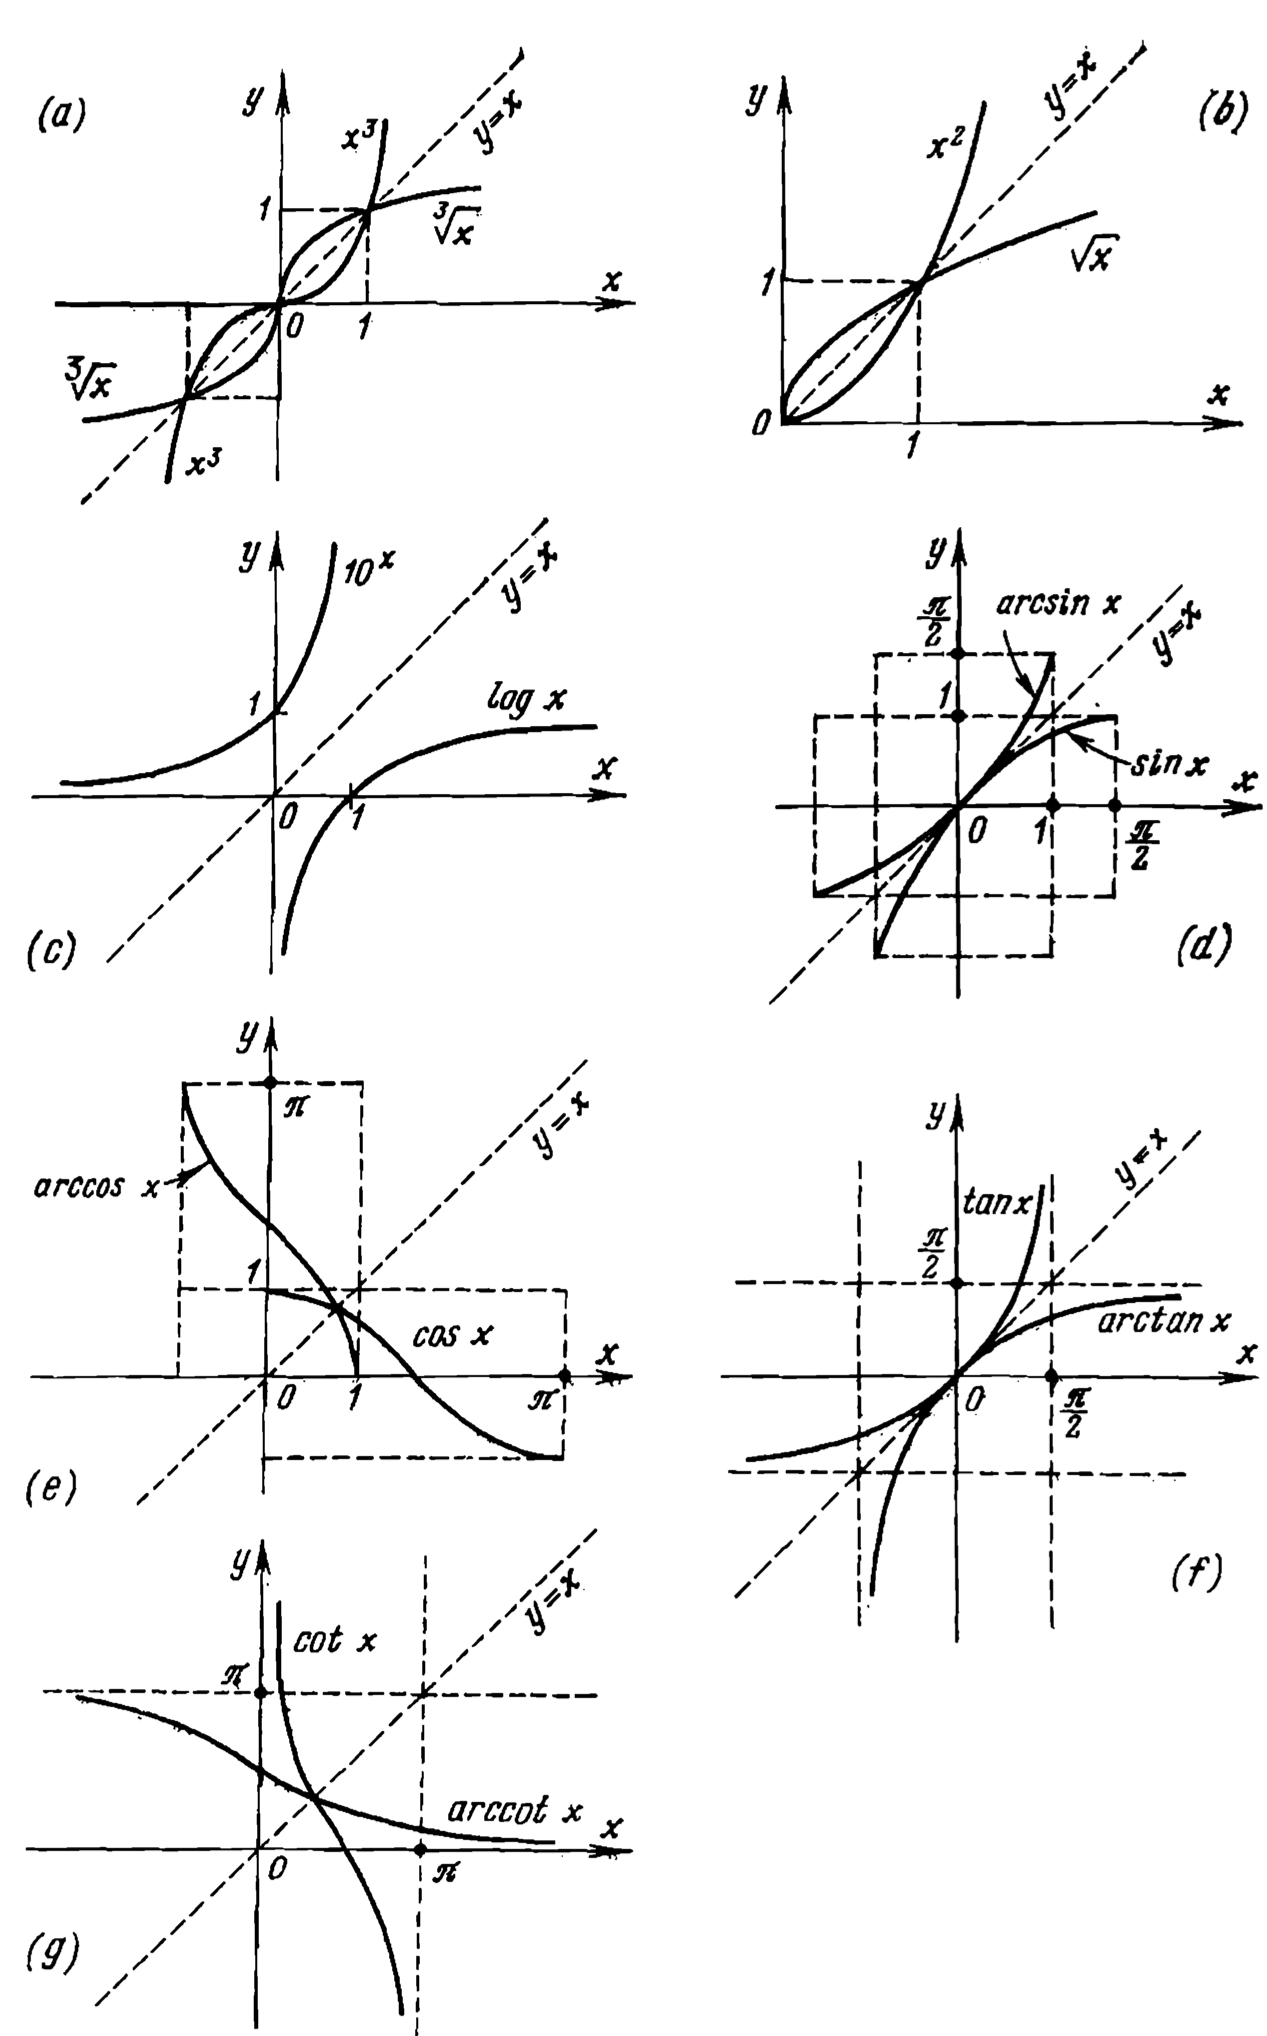 (a)
y
x³
y=x
1
∛x
x
0
1
∛x
x³
(b)
y
x²
y=x
1
√x
x
0
1
(c)
y
10ˣ
y=x
1
log x
x
0
1
(d)
y
π/2
arcsin x
y=x
1
sin x
x
0
1
π/2
(e)
y
π
y=x
arccos x
1
cos x
x
0
1
π
(f)
y
y=x
tan x
π/2
arctan x
x
0
π/2
(g)
y
y=x
cot x
π
arccot x
x
0
π